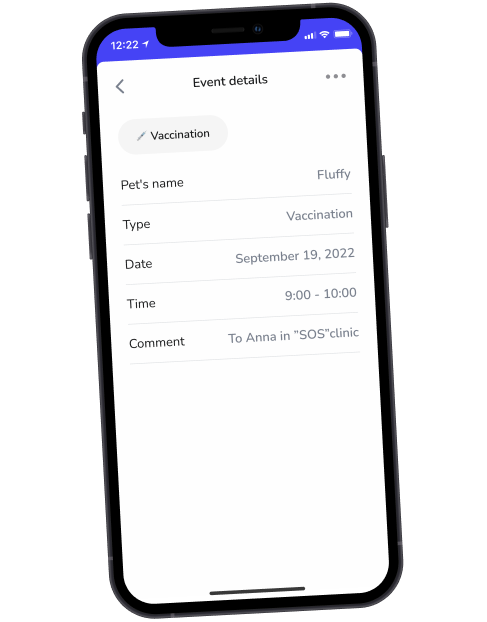 12:22
Event details
Vaccination
Pet's name Fluffy
Type Vaccination
Date September 19, 2022
Time 9:00 - 10:00
Comment To Anna in ”SOS”clinic